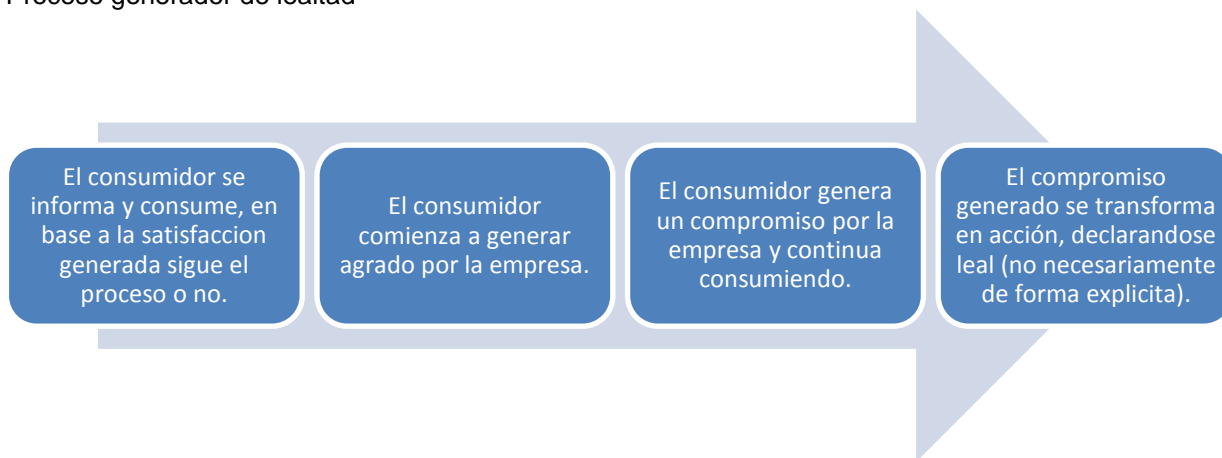 Proceso generador de lealtad
El consumidor se
informa y consume, en
base a la satisfaccion
generada sigue el
proceso o no.
El consumidor
comienza a generar
agrado por la empresa.
El consumidor genera
un compromiso por la
empresa y continua
consumiendo.
El compromiso
generado se transforma
en acción, declarandose
leal (no necesariamente
de forma explicita).